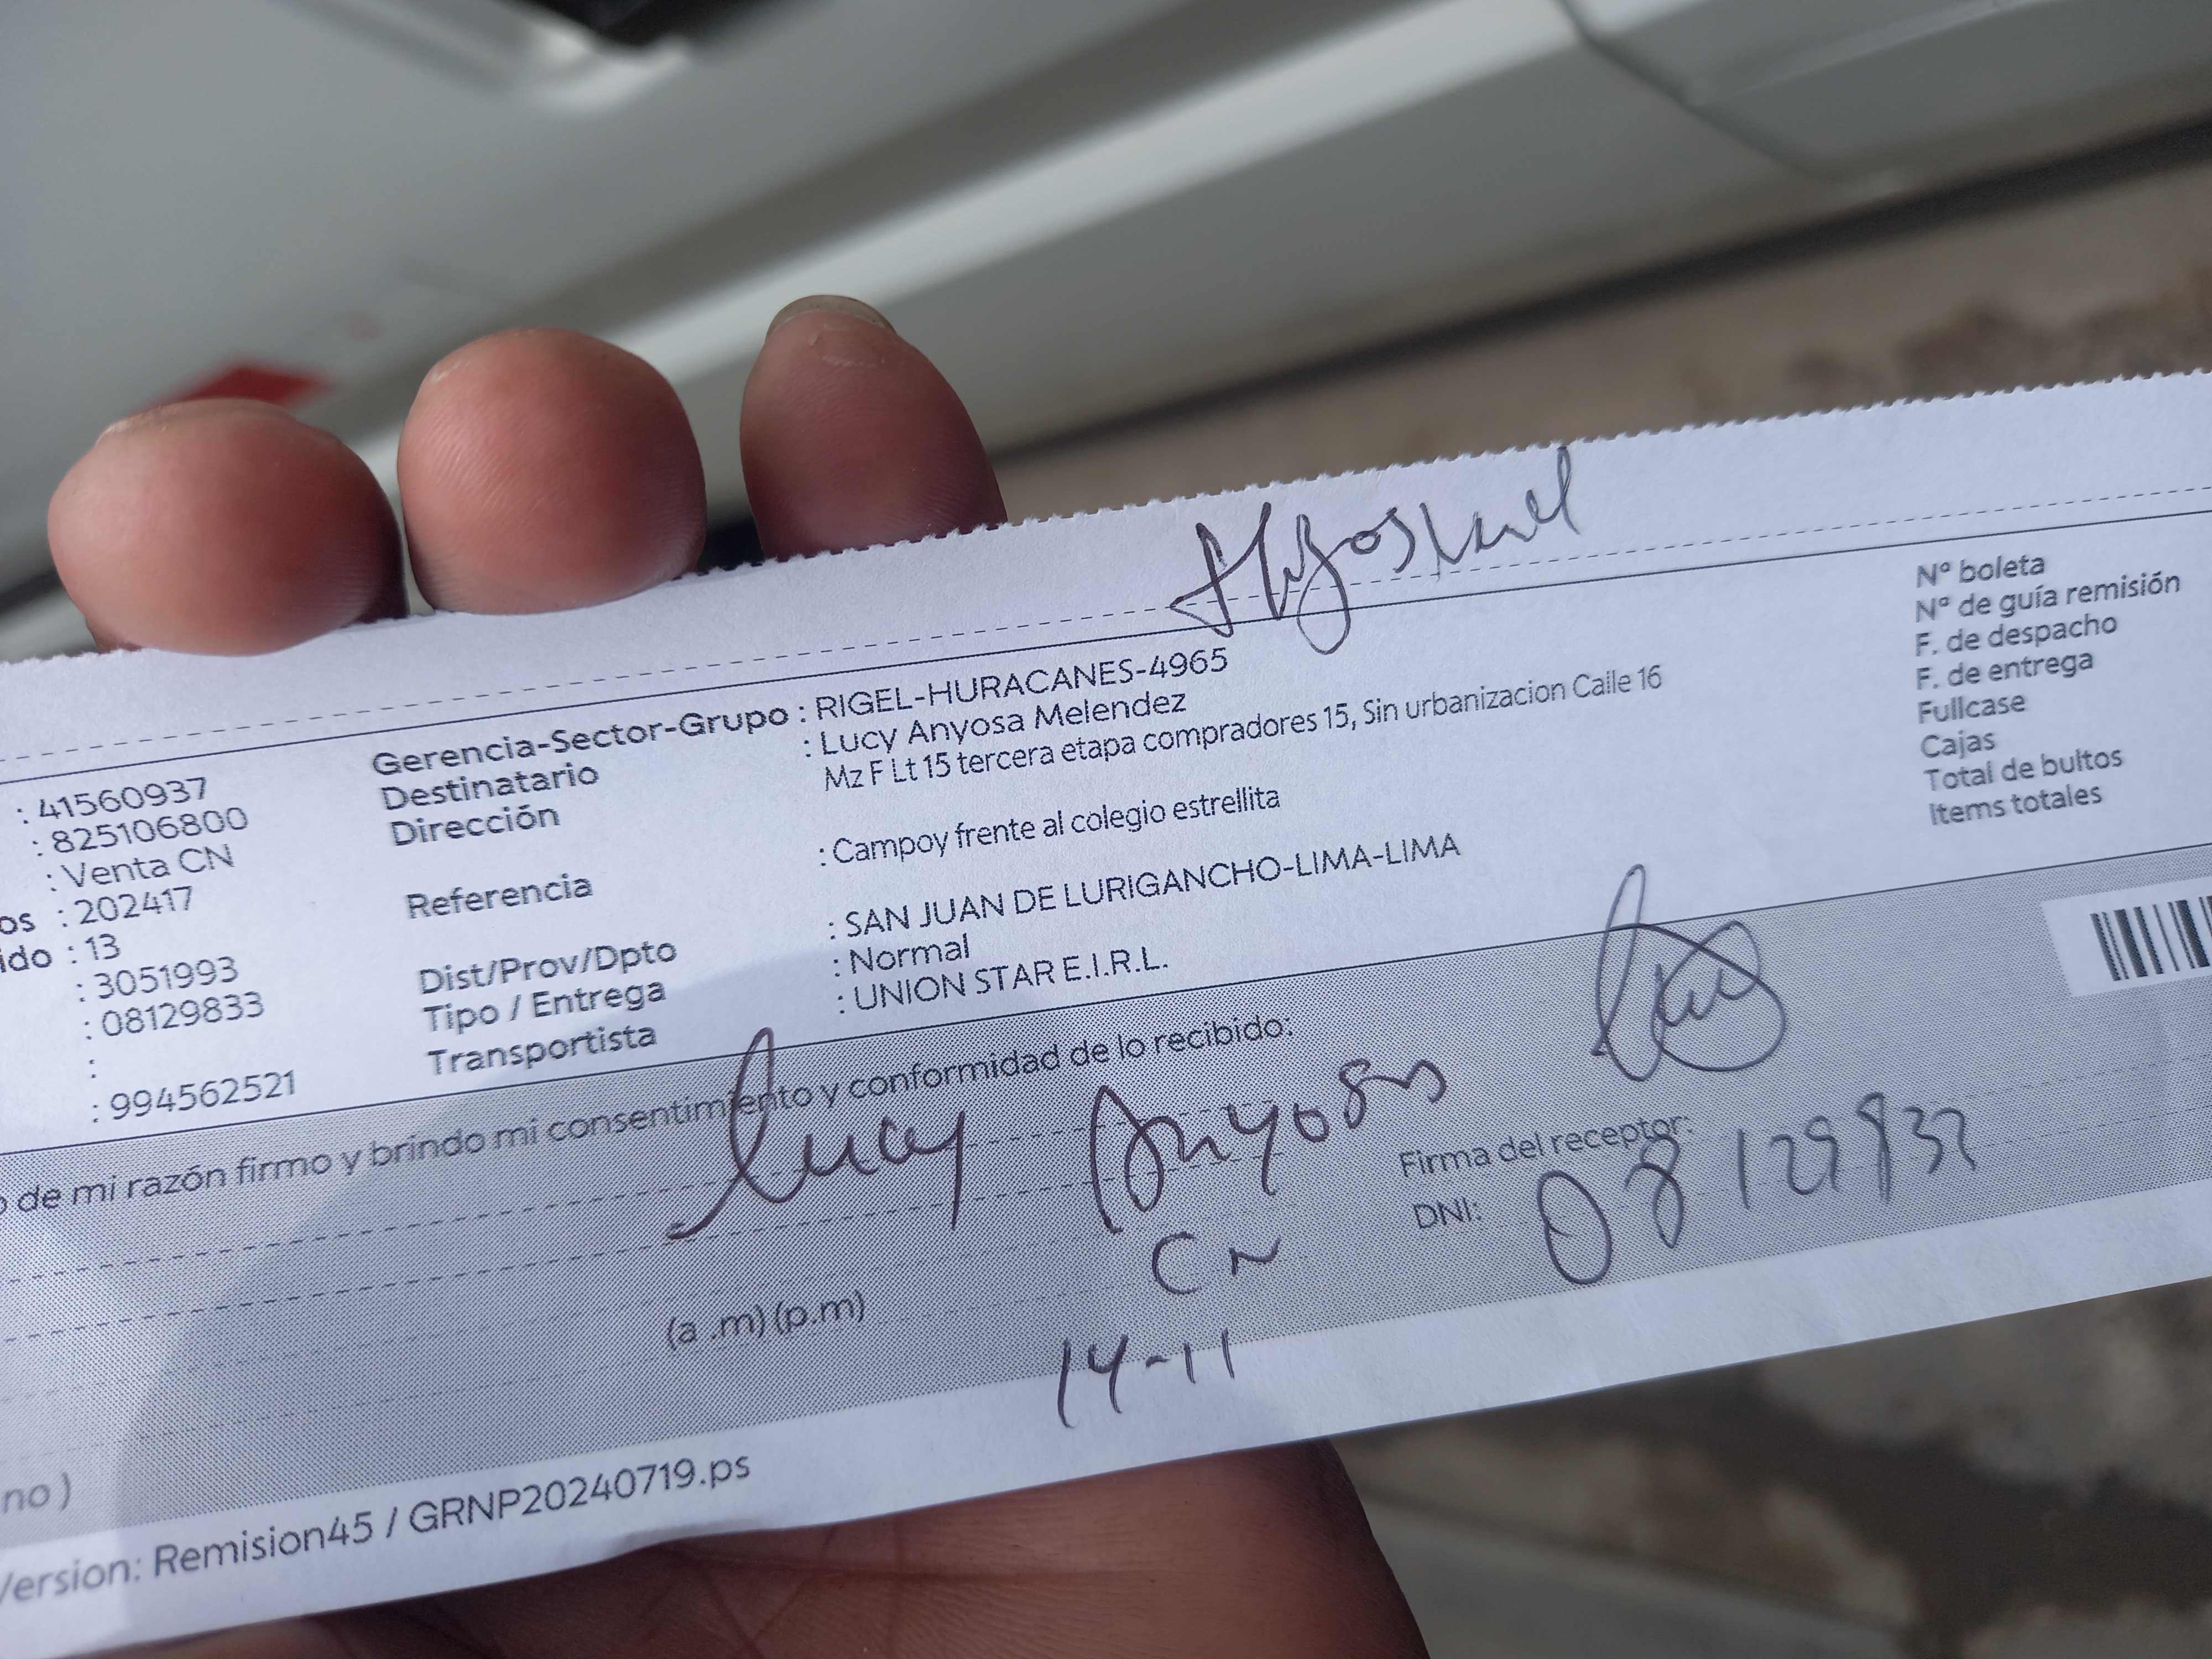 : 41560937
: 825106800
: Venta CN
os : 202417
ido : 13
: 3051993
: 08129833
:
: 994562521
Gerencia-Sector-Grupo : RIGEL-HURACANES-4965
Destinatario : Lucy Anyosa Melendez
Dirección Mz F Lt 15 tercera etapa compradores 15, Sin urbanizacion Calle 16
Referencia : Campoy frente al colegio estrellita
Dist/Prov/Dpto : SAN JUAN DE LURIGANCHO-LIMA-LIMA
Tipo / Entrega : Normal
Transportista : UNION STAR E.I.R.L.
Nº boleta
Nº de guía remisión
F. de despacho
F. de entrega
Fullcase
Cajas
Total de bultos
Items totales
o de mi razón firmo y brindo mi consentimiento y conformidad de lo recibido:
Lucy Anyosa
Firma del receptor:
DNI: 08129833
CN
(a .m) (p.m)
14-11
no )
Version: Remision45 / GRNP20240719.ps